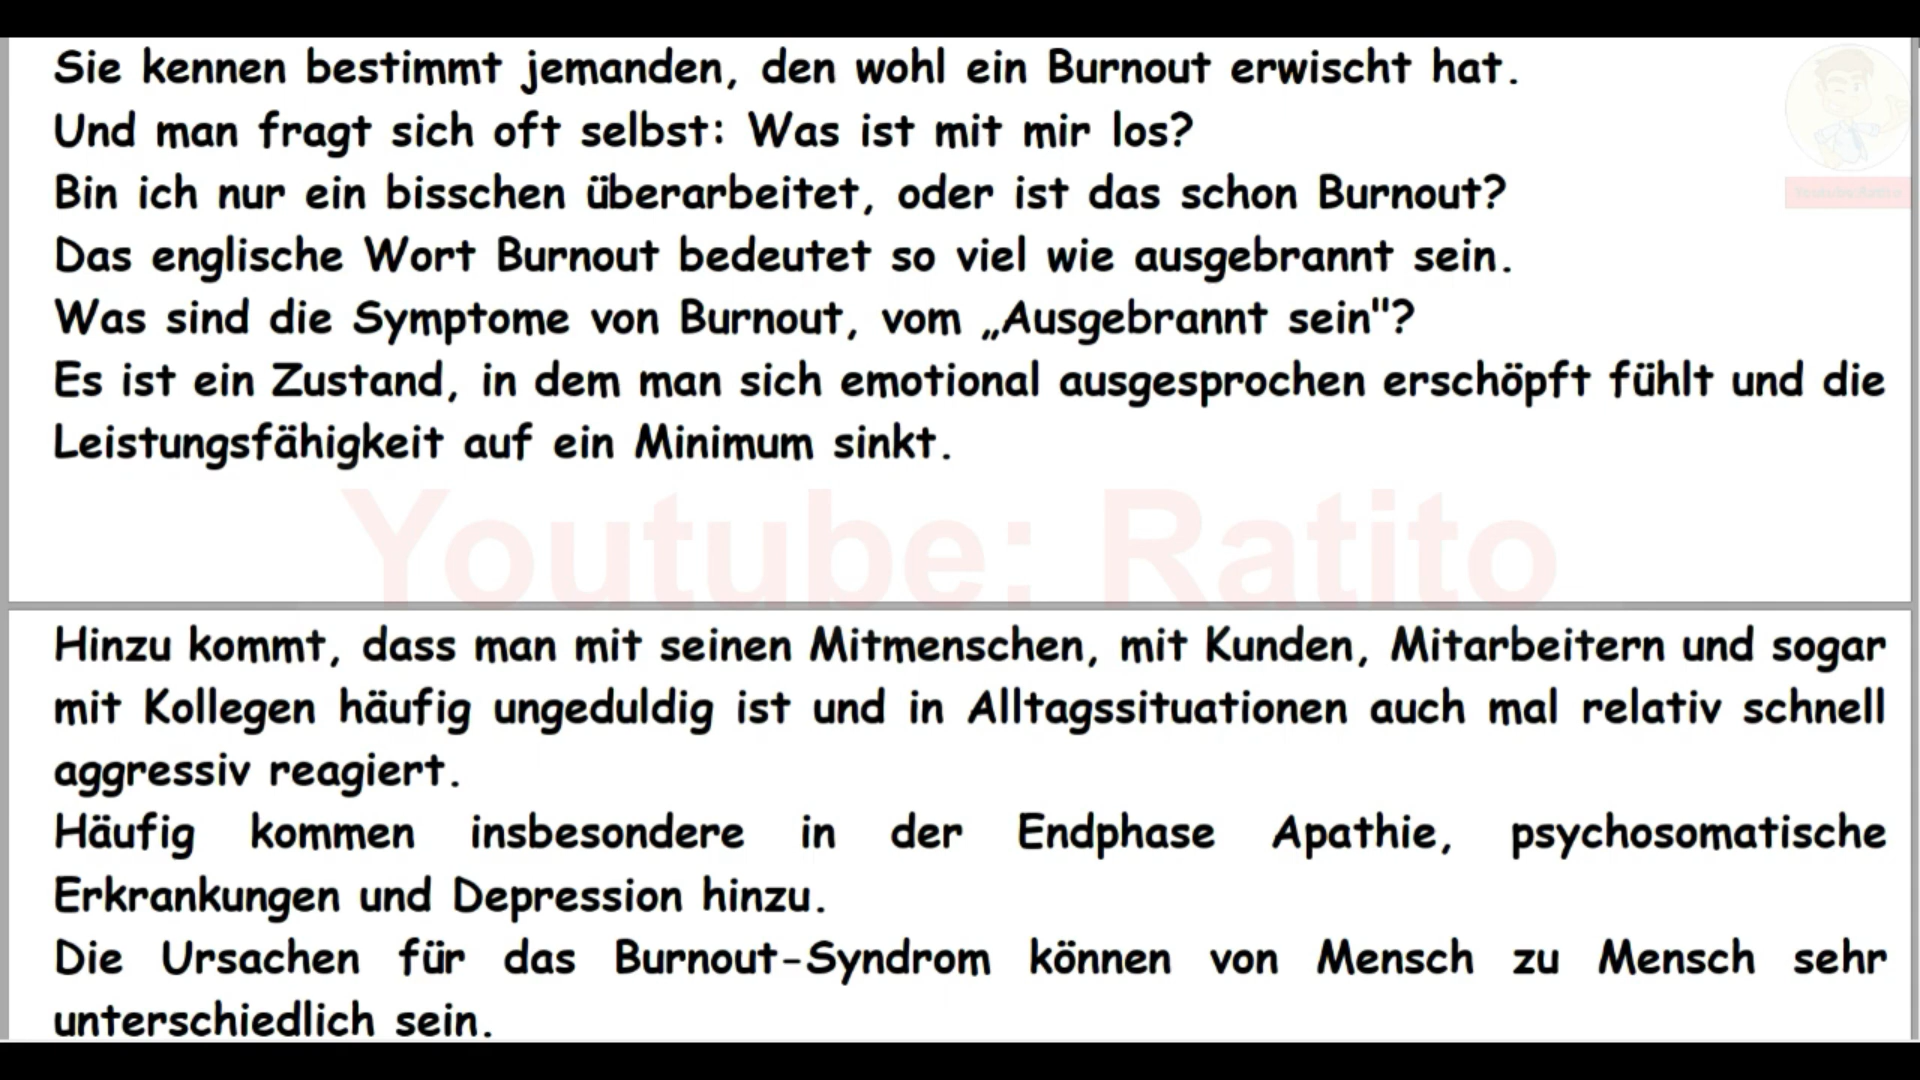 Sie kennen bestimmt jemanden, den wohl ein Burnout erwischt hat.
Und man fragt sich oft selbst: Was ist mit mir los?
Bin ich nur ein bisschen überarbeitet, oder ist das schon Burnout?
Das englische Wort Burnout bedeutet so viel wie ausgebrannt sein.
Was sind die Symptome von Burnout, vom „Ausgebrannt sein"?
Es ist ein Zustand, in dem man sich emotional ausgesprochen erschöpft fühlt und die
Leistungsfähigkeit auf ein Minimum sinkt.
Youtube: Ratito
Hinzu kommt, dass man mit seinen Mitmenschen, mit Kunden, Mitarbeitern und sogar
mit Kollegen häufig ungeduldig ist und in Alltagssituationen auch mal relativ schnell
aggressiv reagiert.
Häufig kommen insbesondere in der Endphase Apathie, psychosomatische
Erkrankungen und Depression hinzu.
Die Ursachen für das Burnout-Syndrom können von Mensch zu Mensch sehr
unterschiedlich sein.